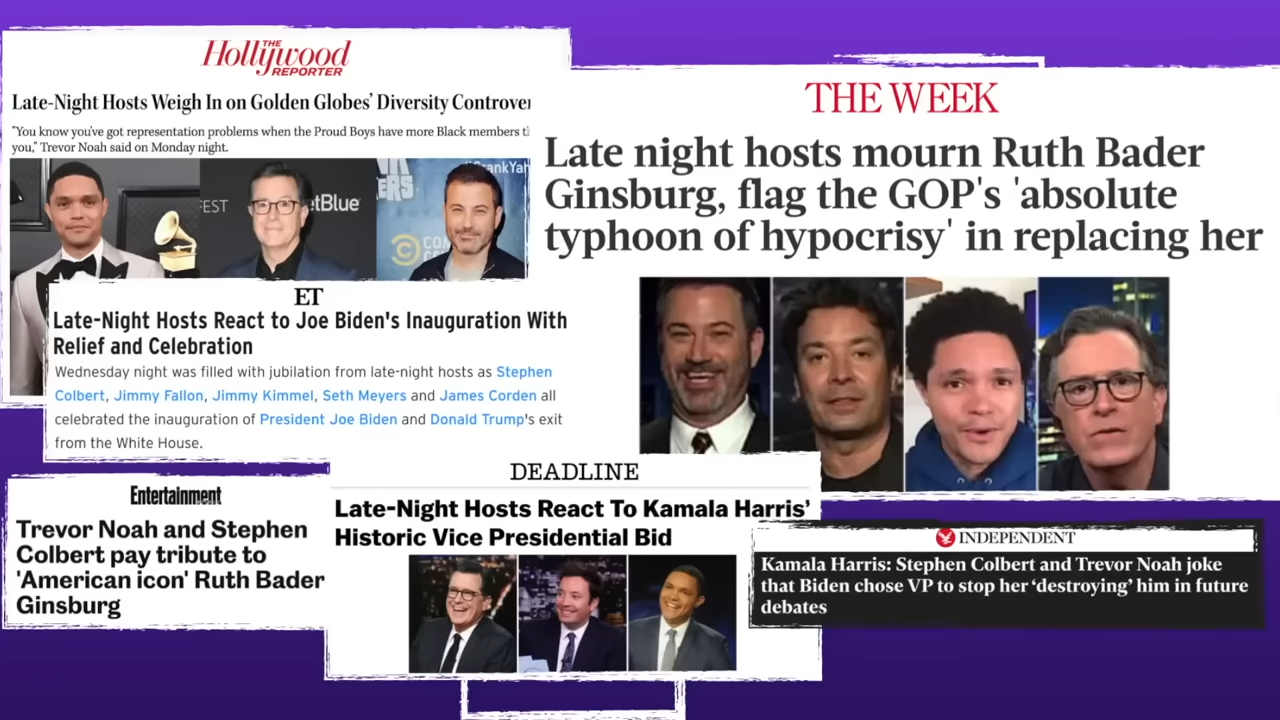 THE
Hollywood
REPORTER
Late-Night Hosts Weigh In on Golden Globes' Diversity
"You know you've got representation problems when the Proud Boys have more Black members
you," Trevor Noah said on Monday night.
FEST
etBlue
CrankYa
ERS
ET
Late-Night Hosts React to Joe Biden's Inauguration With
Relief and Celebration
Wednesday night was filled with jubilation from late-night hosts as Stephen
Colbert, Jimmy Fallon, Jimmy Kimmel, Seth Meyers and James Corden all
celebrated the inauguration of President Joe Biden and Donald Trump's exit
from the White House.
THE WEEK
Late night hosts mourn Ruth Bader
Ginsburg, flag the GOP's 'absolute
typhoon of hypocrisy' in replacing her
Entertainment
Trevor Noah and Stephen
Colbert pay tribute to
'American icon' Ruth Bader
Ginsburg
DEADLINE
Late-Night Hosts React To Kamala Harris'
Historic Vice Presidential Bid
INDEPENDENT
Kamala Harris: Stephen Colbert and Trevor Noah joke
that Biden chose VP to stop her 'destroying' him in future
debates